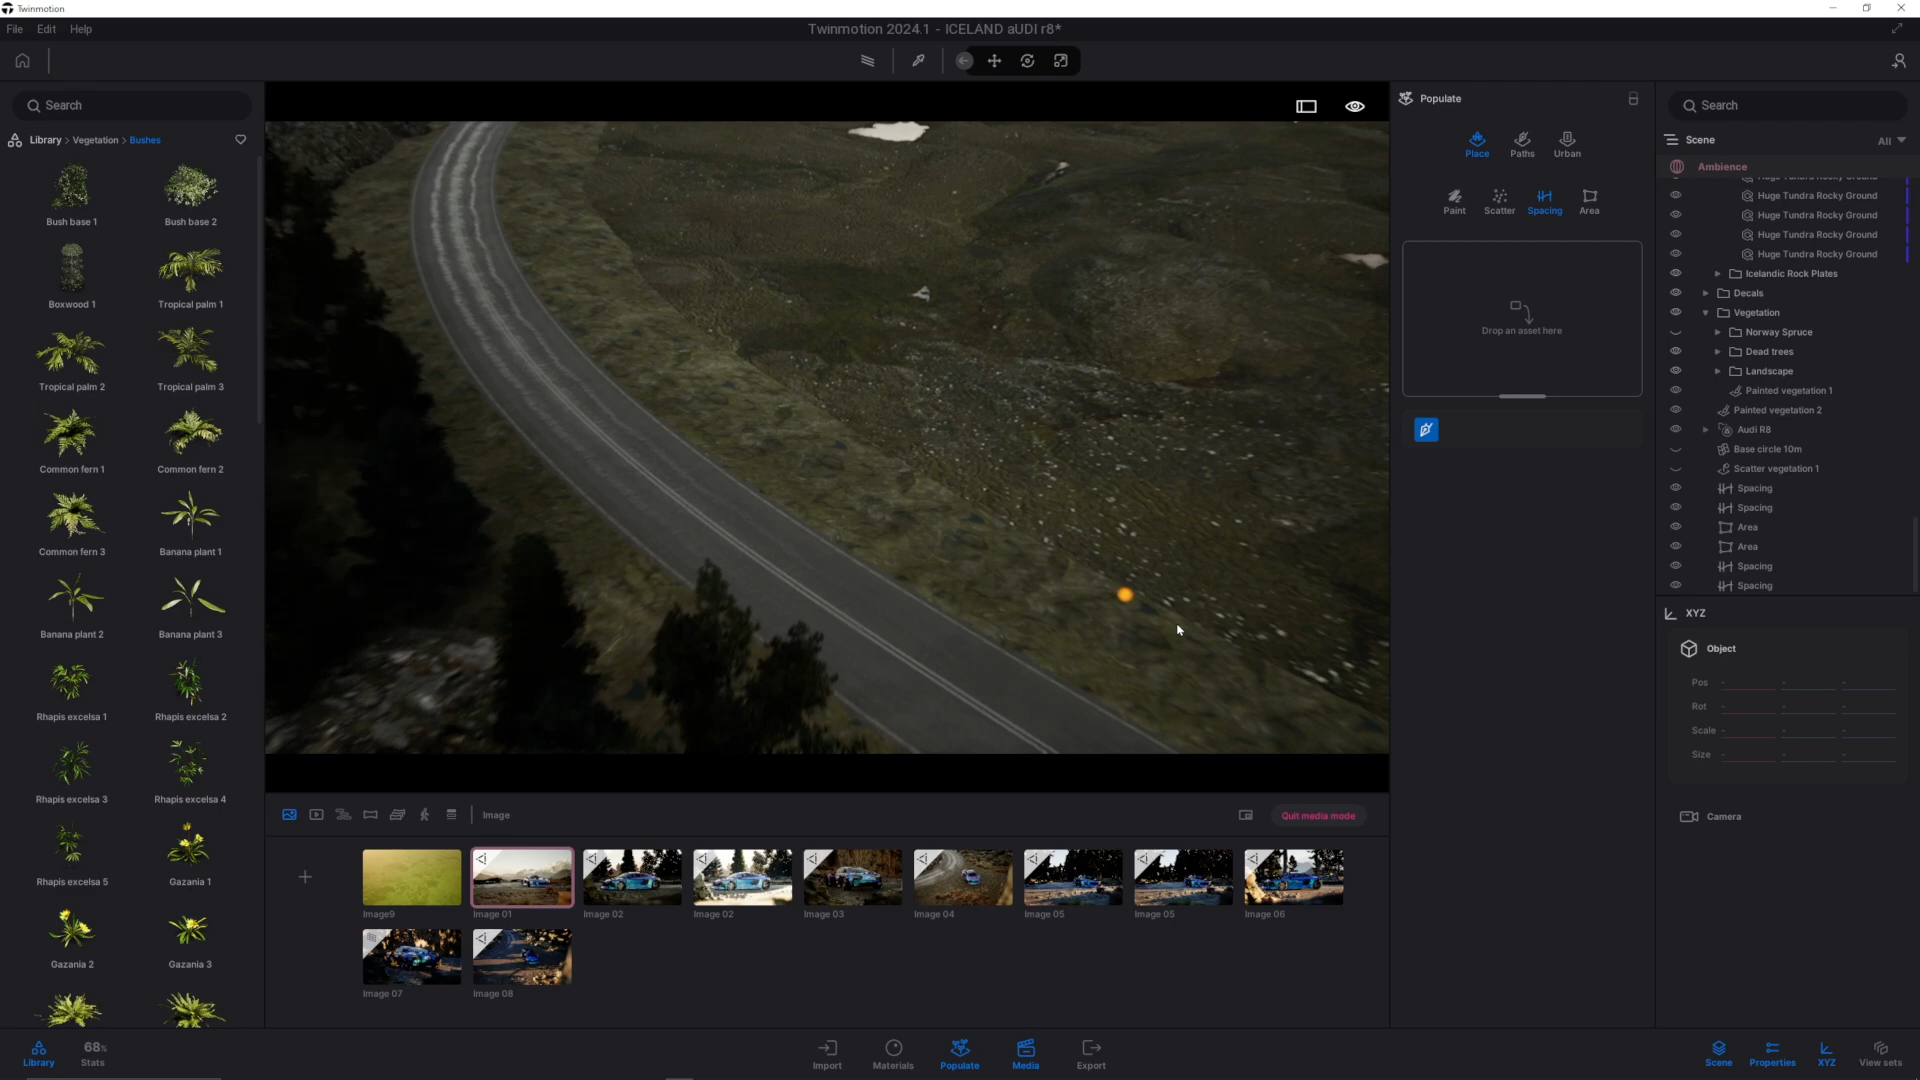 Twinmotion
File Edit Help
Twinmotion 2024.1 - ICELAND aUDI r8*
Search
Library > Vegetation > Bushes
Bush base 1
Bush base 2
Boxwood 1
Tropical palm 1
Tropical palm 2
Tropical palm 3
Common fern 1
Common fern 2
Common fern 3
Banana plant 1
Banana plant 2
Banana plant 3
Rhapis excelsa 1
Rhapis excelsa 2
Rhapis excelsa 3
Rhapis excelsa 4
Rhapis excelsa 5
Gazania 1
Gazania 2
Gazania 3
Image
Quit media mode
Image9
Image 01
Image 02
Image 02
Image 03
Image 04
Image 05
Image 05
Image 06
Image 07
Image 08
Populate
Place
Paths
Urban
Paint
Scatter
Spacing
Area
Drop an asset here
Search
Scene
All
Ambience
Huge Tundra Rocky Ground
Huge Tundra Rocky Ground
Huge Tundra Rocky Ground
Huge Tundra Rocky Ground
Huge Tundra Rocky Ground
Icelandic Rock Plates
Decals
Vegetation
Norway Spruce
Dead trees
Landscape
Painted vegetation 1
Painted vegetation 2
Audi R8
Base circle 10m
Scatter vegetation 1
Spacing
Spacing
Area
Area
Spacing
Spacing
XYZ
Object
Pos - - -
Rot - - -
Scale - - -
Size - - -
Camera
Library
68%
Stats
Import
Materials
Populate
Media
Export
Scene
Properties
XYZ
View sets